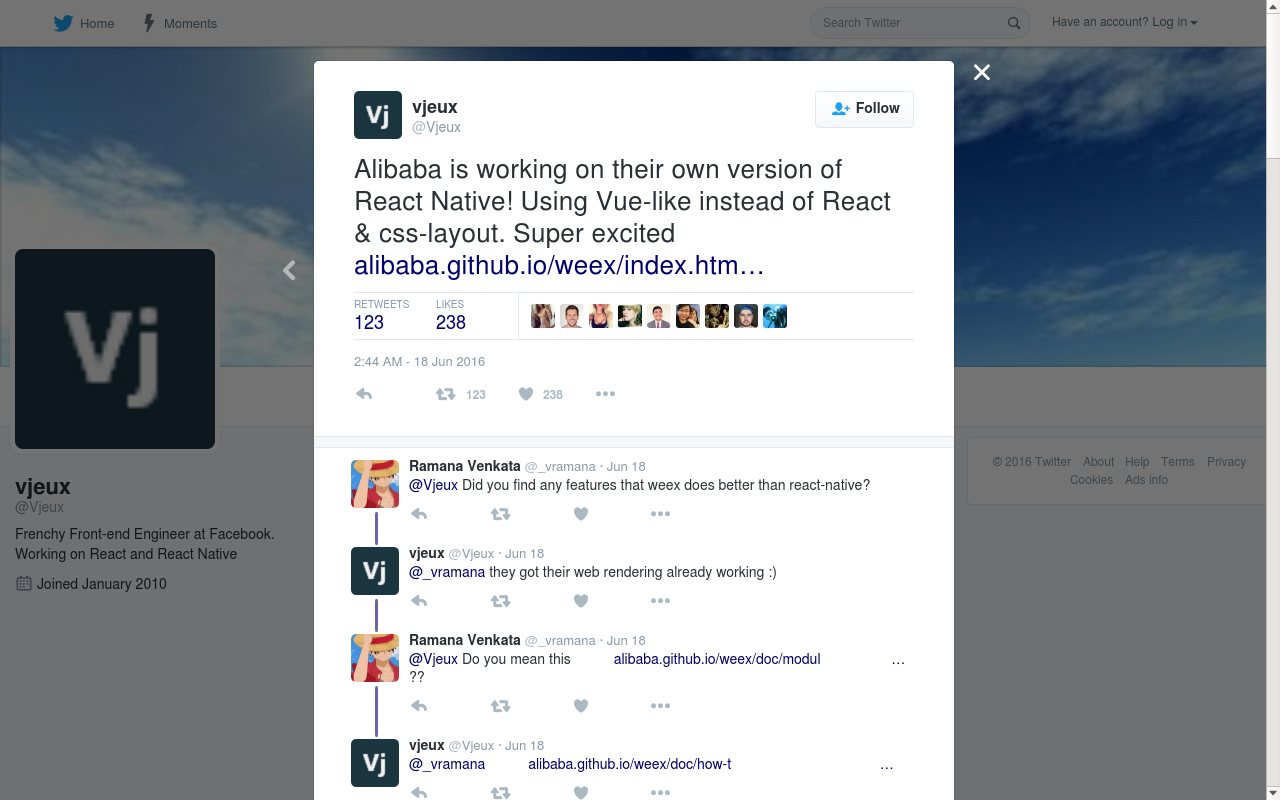 Home
Moments
Search Twitter
Have an account? Log in
Vj
vjeux
@Vjeux
Follow
Alibaba is working on their own version of
React Native! Using Vue-like instead of React
& css-layout. Super excited
alibaba.github.io/weex/index.htm…
RETWEETS LIKES
123 238
2:44 AM - 18 Jun 2016
123 238
Vj
vjeux
@Vjeux
Frenchy Front-end Engineer at Facebook.
Working on React and React Native
Joined January 2010
Ramana Venkata @_vramana · Jun 18
@Vjeux Did you find any features that weex does better than react-native?
Vj
vjeux @Vjeux · Jun 18
@_vramana they got their web rendering already working :)
Ramana Venkata @_vramana · Jun 18
@Vjeux Do you mean this alibaba.github.io/weex/doc/modul …
??
Vj
vjeux @Vjeux · Jun 18
@_vramana alibaba.github.io/weex/doc/how-t …
© 2016 Twitter About Help Terms Privacy
Cookies Ads info